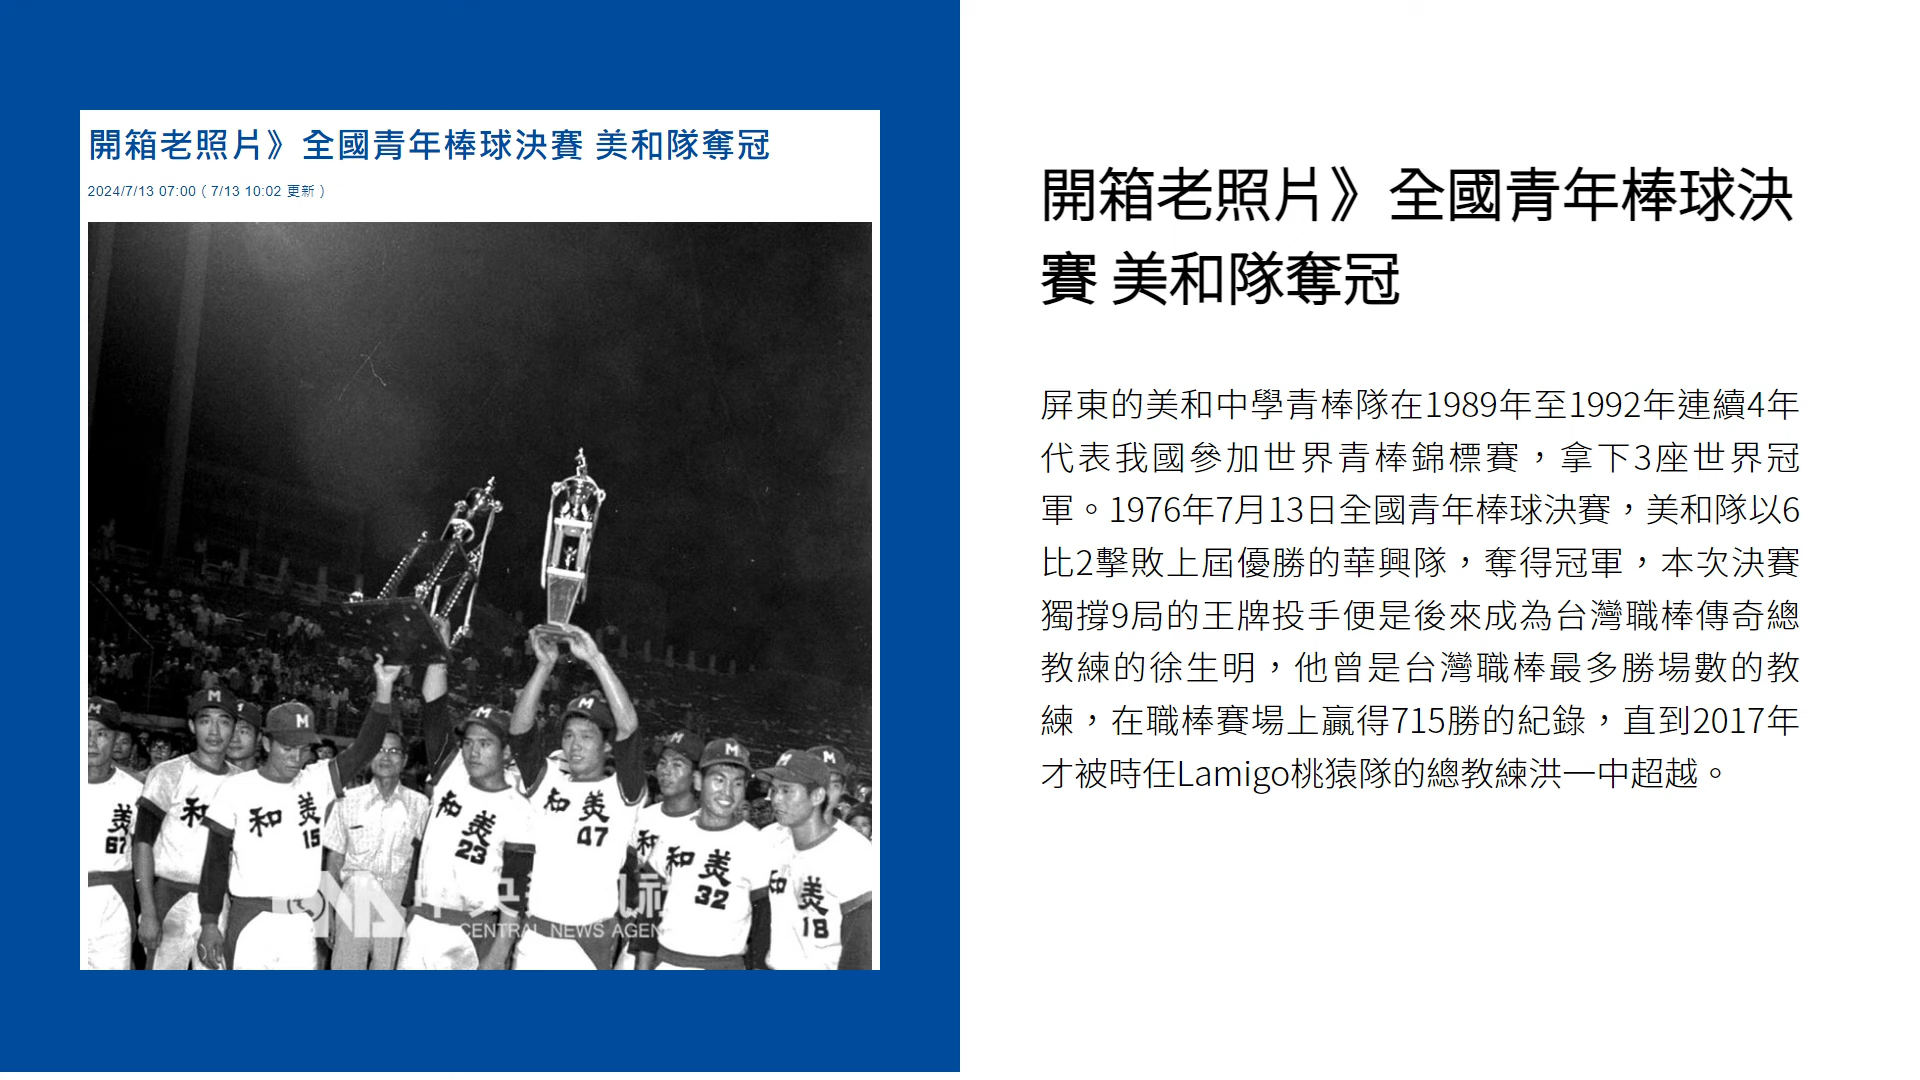 開箱老照片》全國青年棒球決賽 美和隊奪冠
2024/7/13 07:00（7/13 10:02 更新）
M
M
M
M
M
M
M
M
美
67
和
和 美
15
和 美
23
和 美
47
和
和 美
32
和 美
18
CNA 中央
社
CENTRAL NEWS AGEN
開箱老照片》全國青年棒球決
賽 美和隊奪冠
屏東的美和中學青棒隊在1989年至1992年連續4年
代表我國參加世界青棒錦標賽，拿下3座世界冠
軍。1976年7月13日全國青年棒球決賽，美和隊以6
比2擊敗上屆優勝的華興隊，奪得冠軍，本次決賽
獨撐9局的王牌投手便是後來成為台灣職棒傳奇總
教練的徐生明，他曾是台灣職棒最多勝場數的教
練，在職棒賽場上贏得715勝的紀錄，直到2017年
才被時任Lamigo桃猿隊的總教練洪一中超越。